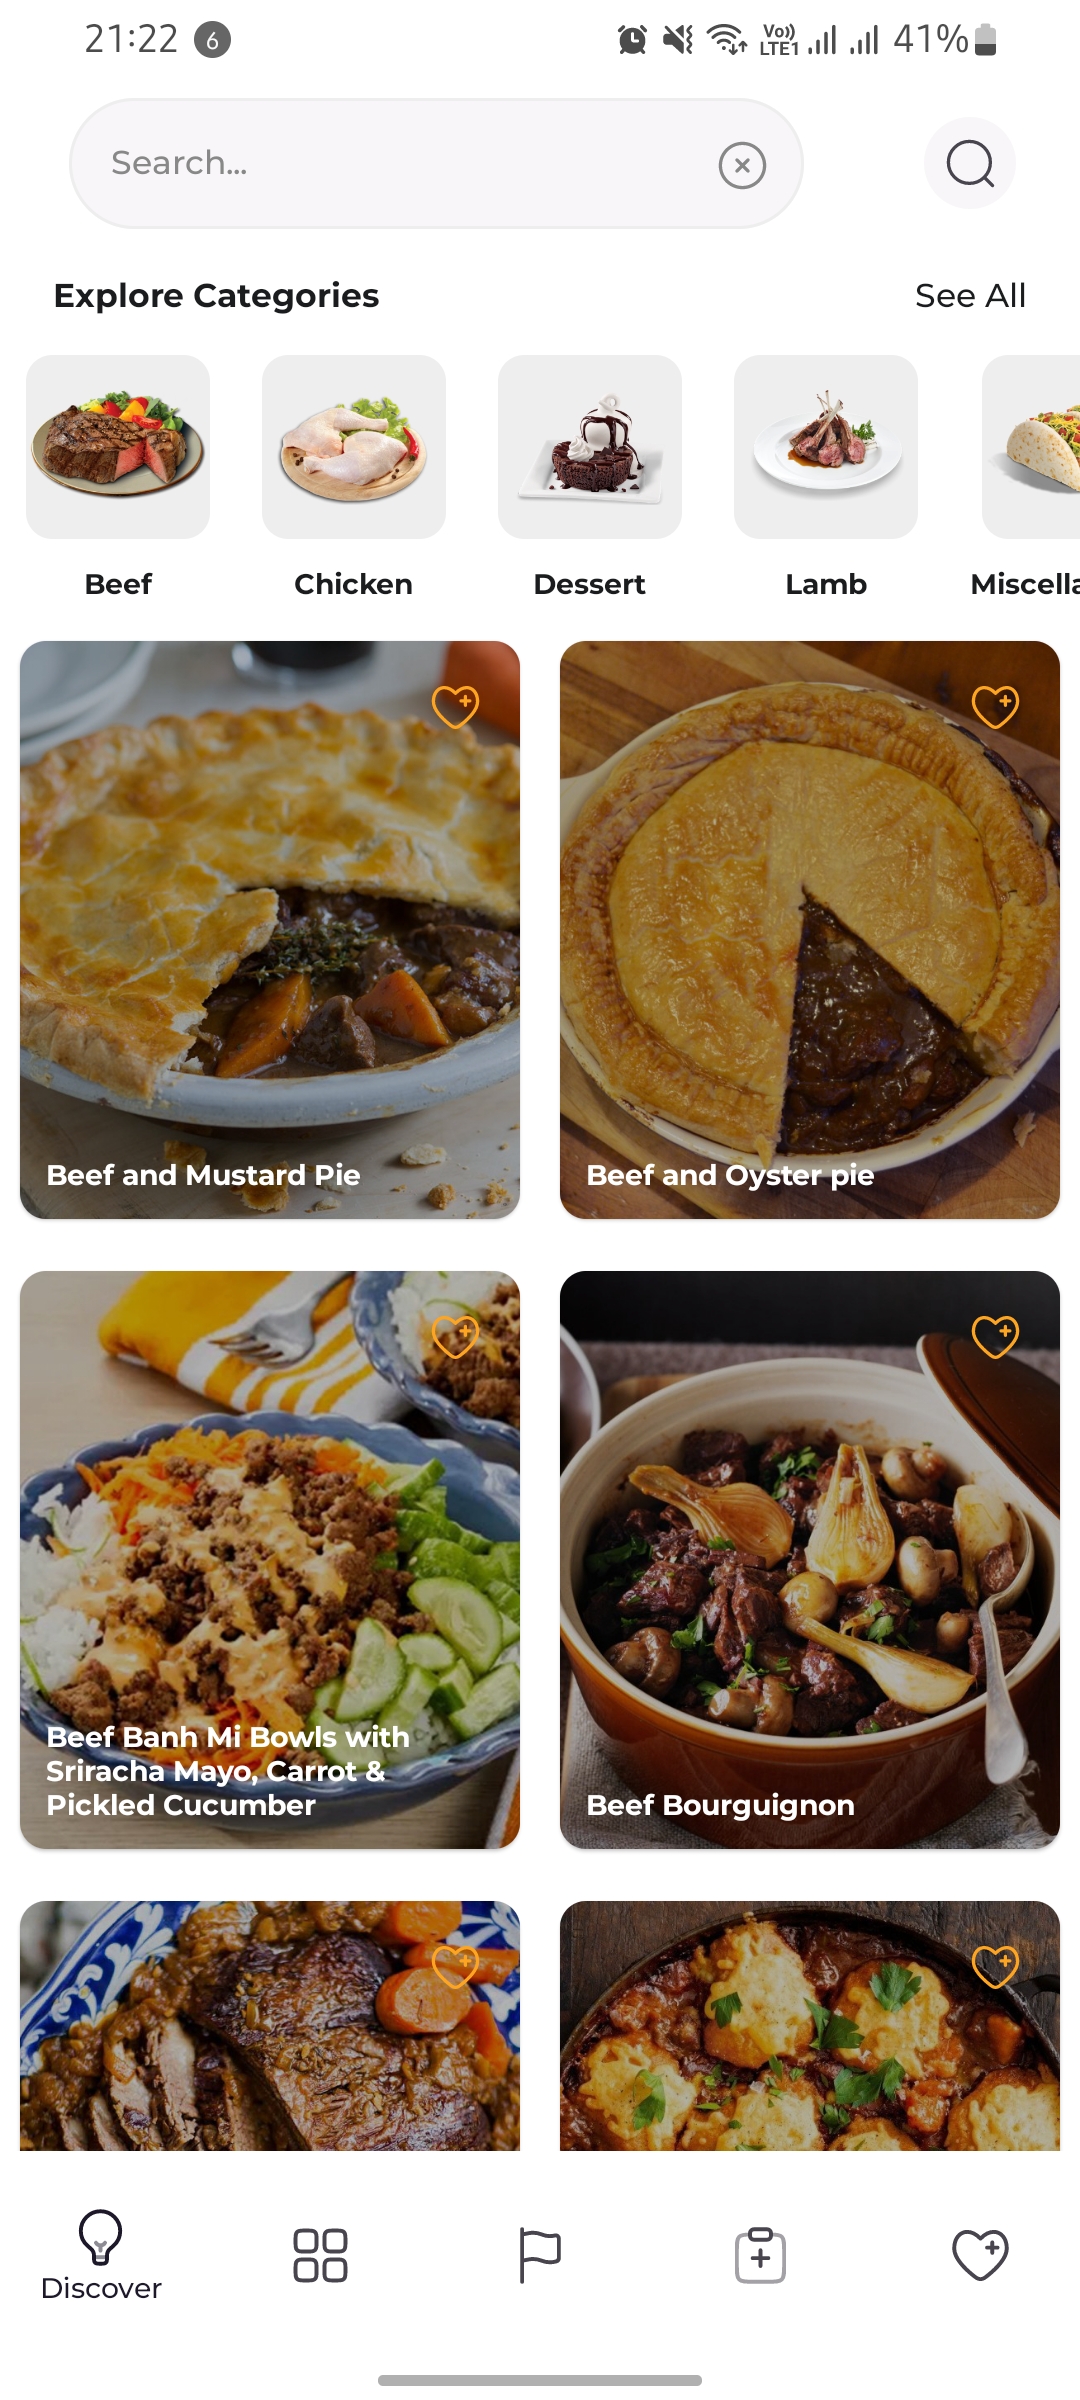 21:22 6 Vo)) LTE1 41%
Search...
Explore Categories See All
Beef Chicken Dessert Lamb Miscella
Beef and Mustard Pie
Beef and Oyster pie
Beef Banh Mi Bowls with
Sriracha Mayo, Carrot &
Pickled Cucumber
Beef Bourguignon
Discover